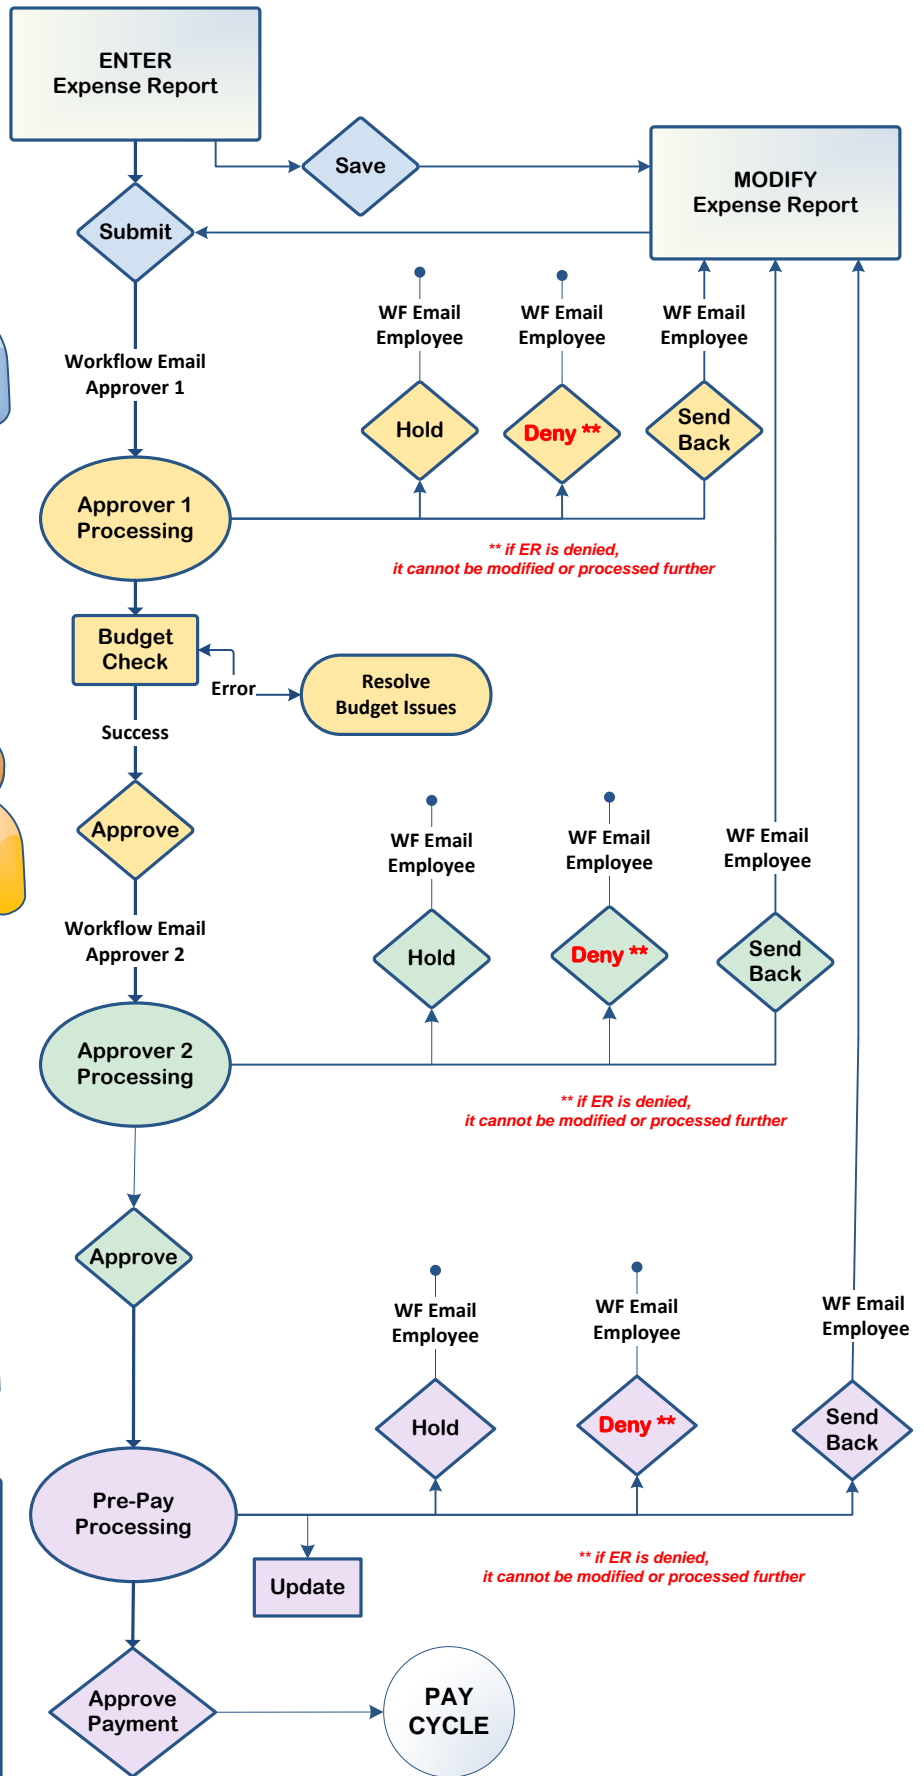 ENTER
Expense Report
Save
MODIFY
Expense Report
Submit
WF Email
Employee
WF Email
Employee
WF Email
Employee
Workflow Email
Approver 1
Hold
Deny **
Send
Back
Approver 1
Processing
** if ER is denied,
it cannot be modified or processed further
Budget
Check
Error
Resolve
Budget Issues
Success
Approve
WF Email
Employee
WF Email
Employee
WF Email
Employee
Workflow Email
Approver 2
Hold
Deny **
Send
Back
Approver 2
Processing
** if ER is denied,
it cannot be modified or processed further
Approve
WF Email
Employee
WF Email
Employee
WF Email
Employee
Hold
Deny **
Send
Back
Pre-Pay
Processing
** if ER is denied,
it cannot be modified or processed further
Update
Approve
Payment
PAY
CYCLE